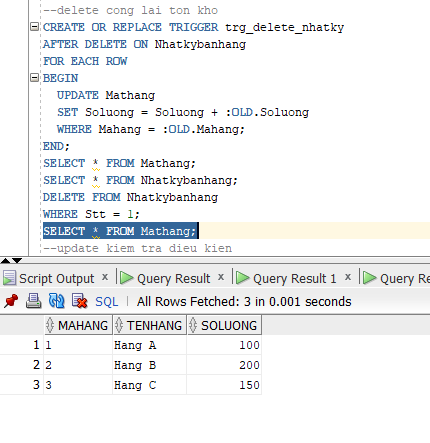 --delete cong lai ton kho
CREATE OR REPLACE TRIGGER trg_delete_nhatky
AFTER DELETE ON Nhatkybanhang
FOR EACH ROW
BEGIN
UPDATE Mathang
SET Soluong = Soluong + :OLD.Soluong
WHERE Mahang = :OLD.Mahang;
END;
SELECT * FROM Mathang;
SELECT * FROM Nhatkybanhang;
DELETE FROM Nhatkybanhang
WHERE Stt = 1;
SELECT * FROM Mathang;
--update kiem tra dieu kien
Script Output x Query Result x Query Result 1 x Query Re
SQL | All Rows Fetched: 3 in 0.001 seconds
MAHANG TENHANG SOLUONG
1 1 Hang A 100
2 2 Hang B 200
3 3 Hang C 150